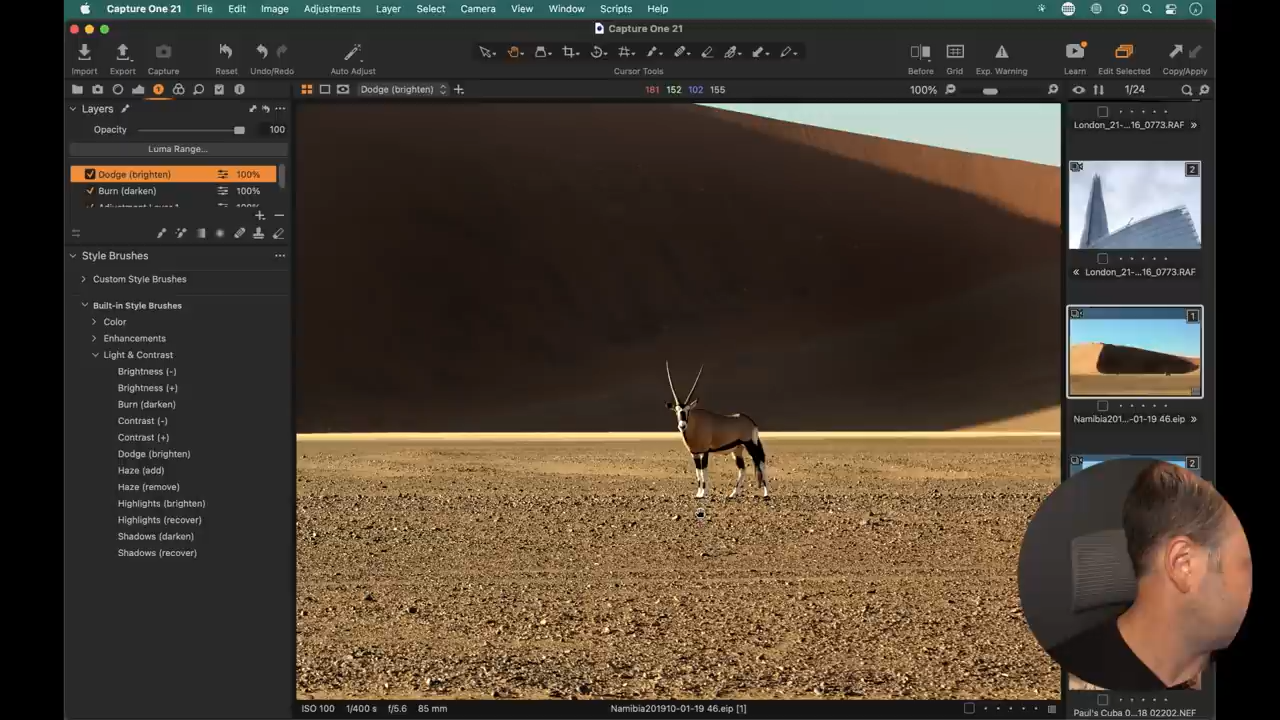 Capture One 21 File Edit Image Adjustments Layer Select Camera View Window Scripts Help
Capture One 21
Import Export Capture Reset Undo/Redo Auto Adjust Cursor Tools Before Grid Exp. Warning Learn Edit Selected Copy/Apply
Dodge (brighten) 181 152 102 155 100% 1/24
Layers
Opacity 100
Luma Range...
Dodge (brighten) 100%
Burn (darken) 100%
Adjustment Layer 1 100%
Style Brushes
Custom Style Brushes
Built-in Style Brushes
Color
Enhancements
Light & Contrast
Brightness (-)
Brightness (+)
Burn (darken)
Contrast (-)
Contrast (+)
Dodge (brighten)
Haze (add)
Haze (remove)
Highlights (brighten)
Highlights (recover)
Shadows (darken)
Shadows (recover)
London_21-...16_0773.RAF »
2
« London_21-...16_0773.RAF
1
Namibia201...-01-19 46.eip »
2
Paul's Cuba 0...18 02202.NEF
ISO 100 1/400 s f/5.6 85 mm Namibia201910-01-19 46.eip [1]